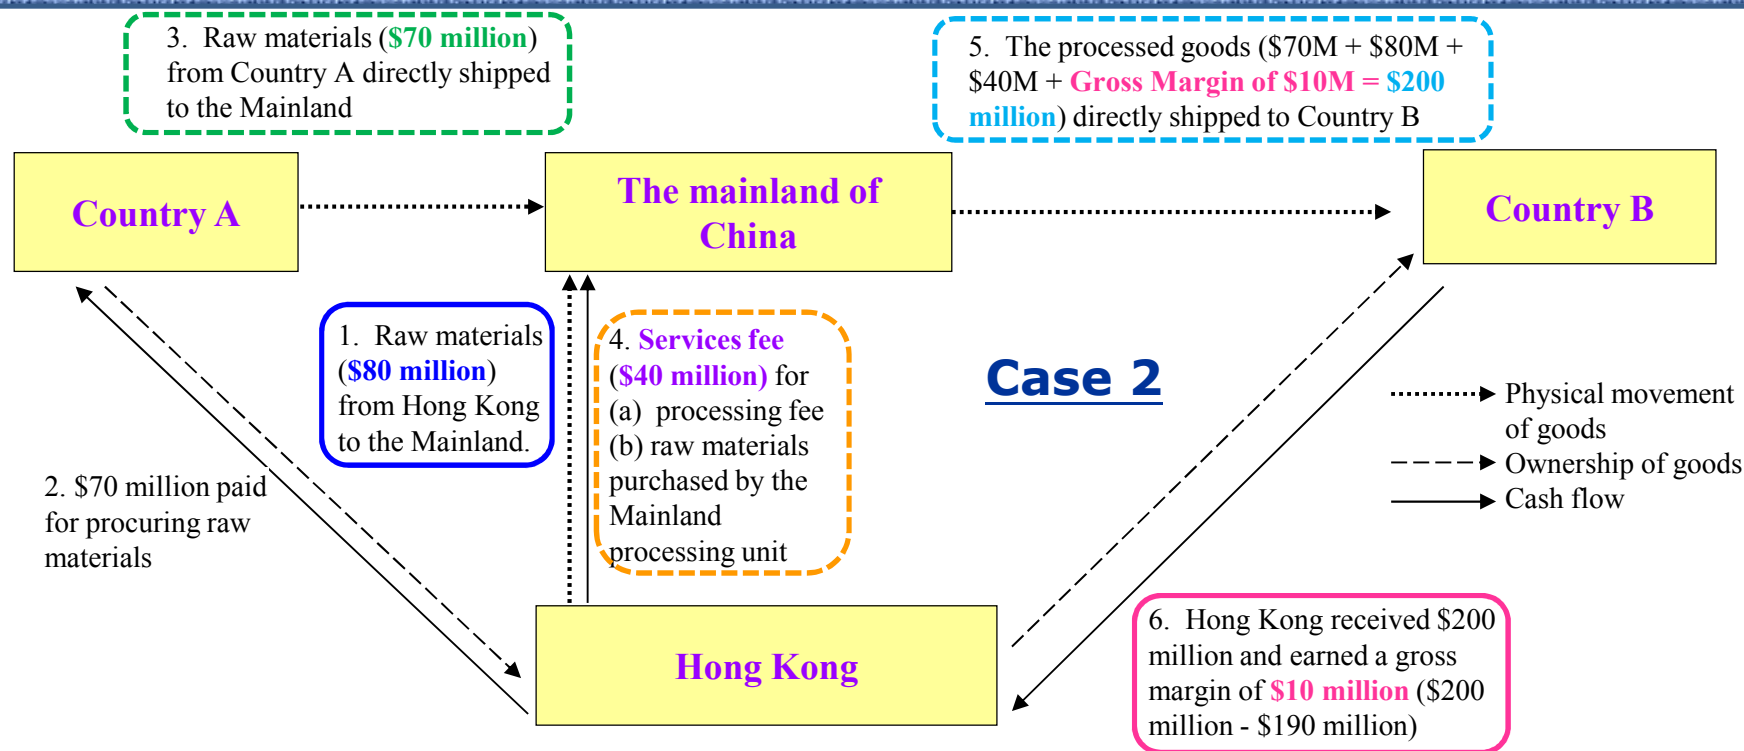 3. Raw materials ($70 million)
from Country A directly shipped
to the Mainland
5. The processed goods ($70M + $80M +
$40M + Gross Margin of $10M = $200
million) directly shipped to Country B
Country A
The mainland of
China
Country B
1. Raw materials
($80 million)
from Hong Kong
to the Mainland.
4. Services fee
($40 million) for
(a) processing fee
(b) raw materials
purchased by the
Mainland
processing unit
Case 2
Physical movement
of goods
Ownership of goods
Cash flow
2. $70 million paid
for procuring raw
materials
Hong Kong
6. Hong Kong received $200
million and earned a gross
margin of $10 million ($200
million - $190 million)